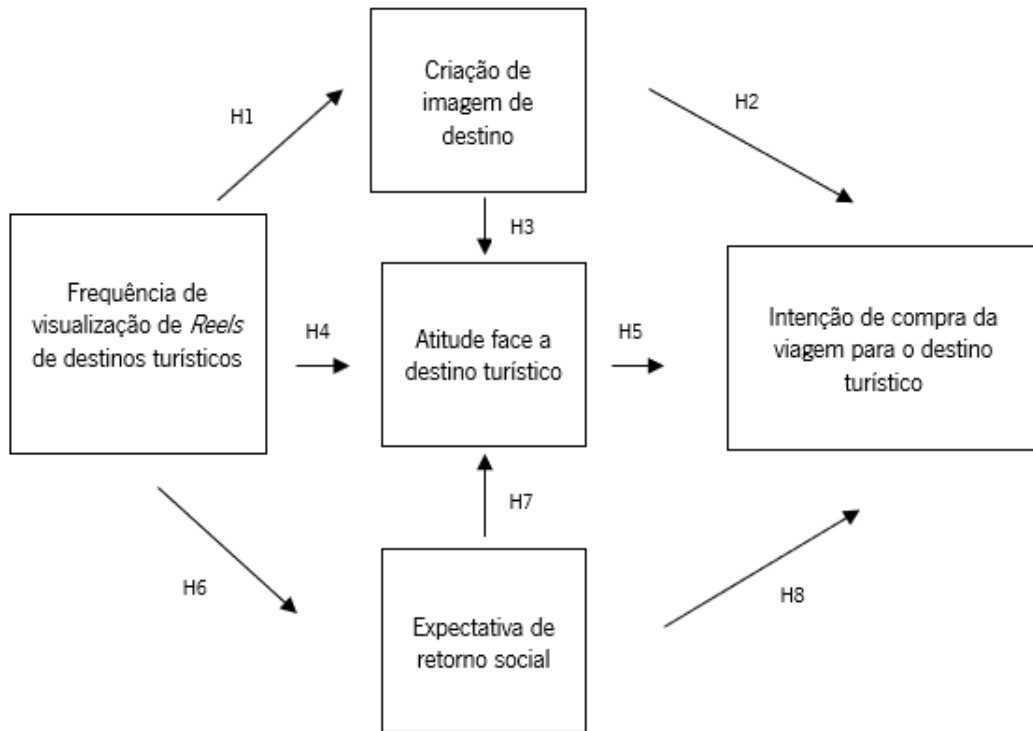 Criação de
imagem de
destino
H1
H2
H3
Frequência de
visualização de Reels
de destinos turísticos
H4
Atitude face a
destino turístico
H5
Intenção de compra da
viagem para o destino
turístico
H7
H6
Expectativa de
retorno social
H8